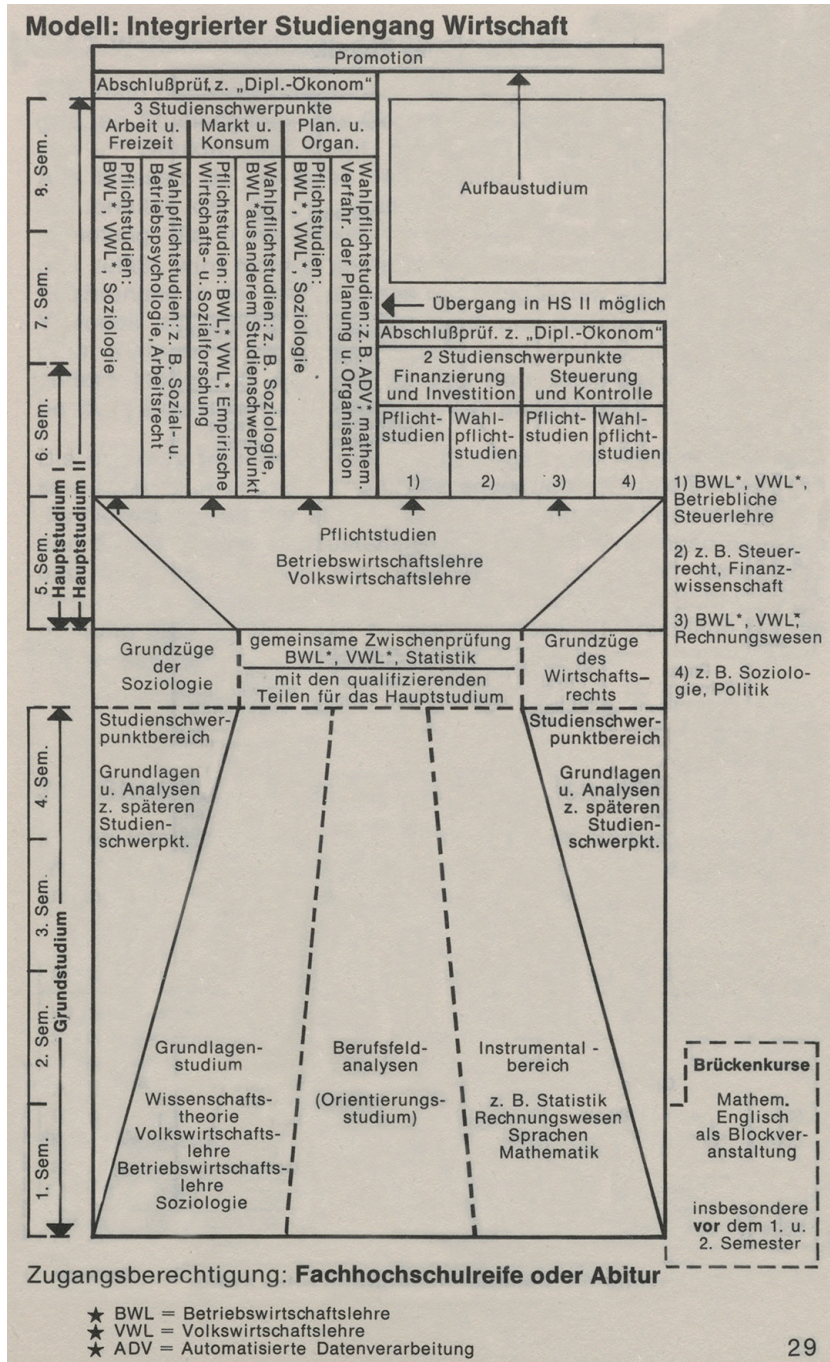 Modell: Integrierter Studiengang Wirtschaft
Promotion
Abschlußprüf. z. „Dipl.-Ökonom“
3 Studienschwerpunkte
Arbeit u.
Freizeit
Markt u.
Konsum
Plan. u.
Organ.
Pflichtstudien:
BWL*, VWL*, Soziologie
Wahlpflichtstudien: z. B. Sozial- u.
Betriebspsychologie, Arbeitsrecht
Pflichtstudien: BWL*, VWL*, Empirische
Wirtschafts- u. Sozialforschung
Wahlpflichtstudien: z. B. Soziologie,
BWL* aus anderem Studienschwerpunkt
Pflichtstudien:
BWL*, VWL*, Soziologie
Wahlpflichtstudien: z. B. ADV*, mathem.
Verfahr. der Planung u. Organisation
Aufbaustudium
Übergang in HS II möglich
Abschlußprüf. z. „Dipl.-Ökonom“
2 Studienschwerpunkte
Finanzierung
und Investition
Steuerung
und Kontrolle
Pflicht-
studien
1)
Wahl-
pflicht-
studien
2)
Pflicht-
studien
3)
Wahl-
pflicht-
studien
4)
8. Sem.
7. Sem.
6. Sem.
5. Sem.
Hauptstudium I
Hauptstudium II
1) BWL*, VWL*,
Betriebliche
Steuerlehre
2) z. B. Steuer-
recht, Finanz-
wissenschaft
3) BWL*, VWL*,
Rechnungswesen
4) z. B. Soziolo-
gie, Politik
Pflichtstudien
Betriebswirtschaftslehre
Volkswirtschaftslehre
Grundzüge
der
Soziologie
gemeinsame Zwischenprüfung
BWL*, VWL*, Statistik
mit den qualifizierenden
Teilen für das Hauptstudium
Grundzüge
des
Wirtschafts-
rechts
4. Sem.
3. Sem.
2. Sem.
1. Sem.
Grundstudium
Studienschwer-
punktbereich
Grundlagen
u. Analysen
z. späteren
Studien-
schwerpkt.
Studienschwer-
punktbereich
Grundlagen
u. Analysen
z. späteren
Studien-
schwerpkt.
Grundlagen-
studium
Wissenschafts-
theorie
Volkswirtschafts-
lehre
Betriebswirtschafts-
lehre
Soziologie
Berufsfeld-
analysen
(Orientierungs-
studium)
Instrumental -
bereich
z. B. Statistik
Rechnungswesen
Sprachen
Mathematik
Brückenkurse
Mathem.
Englisch
als Blockver-
anstaltung
insbesondere
vor dem 1. u.
2. Semester
Zugangsberechtigung: Fachhochschulreife oder Abitur
★ BWL = Betriebswirtschaftslehre
★ VWL = Volkswirtschaftslehre
★ ADV = Automatisierte Datenverarbeitung
29